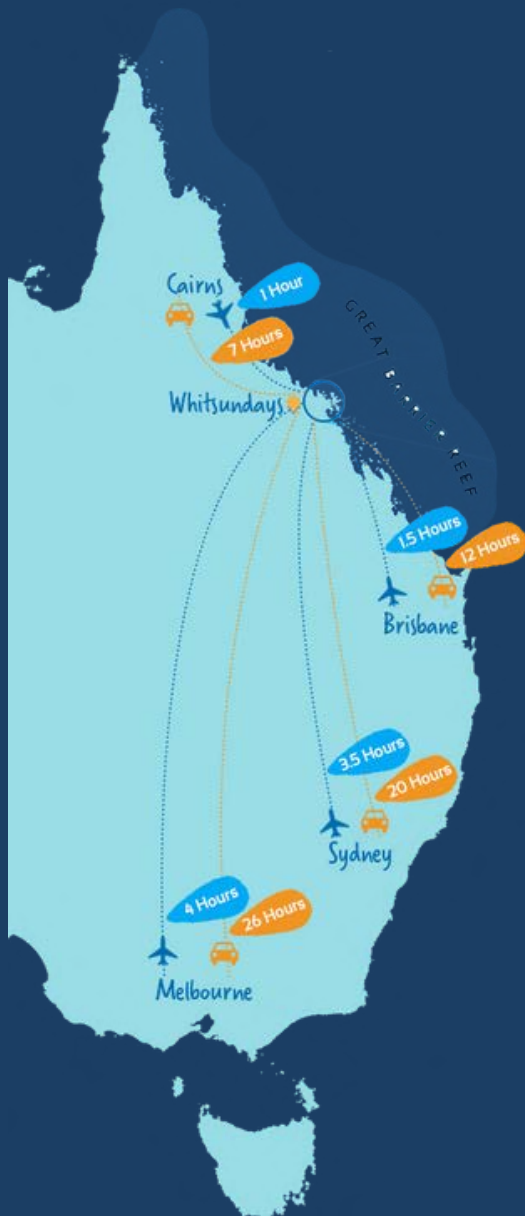 Cairns
1 Hour
7 Hours
GREAT REEF
Whitsundays
1.5 Hours
12 Hours
Brisbane
3.5 Hours
20 Hours
Sydney
4 Hours
26 Hours
Melbourne